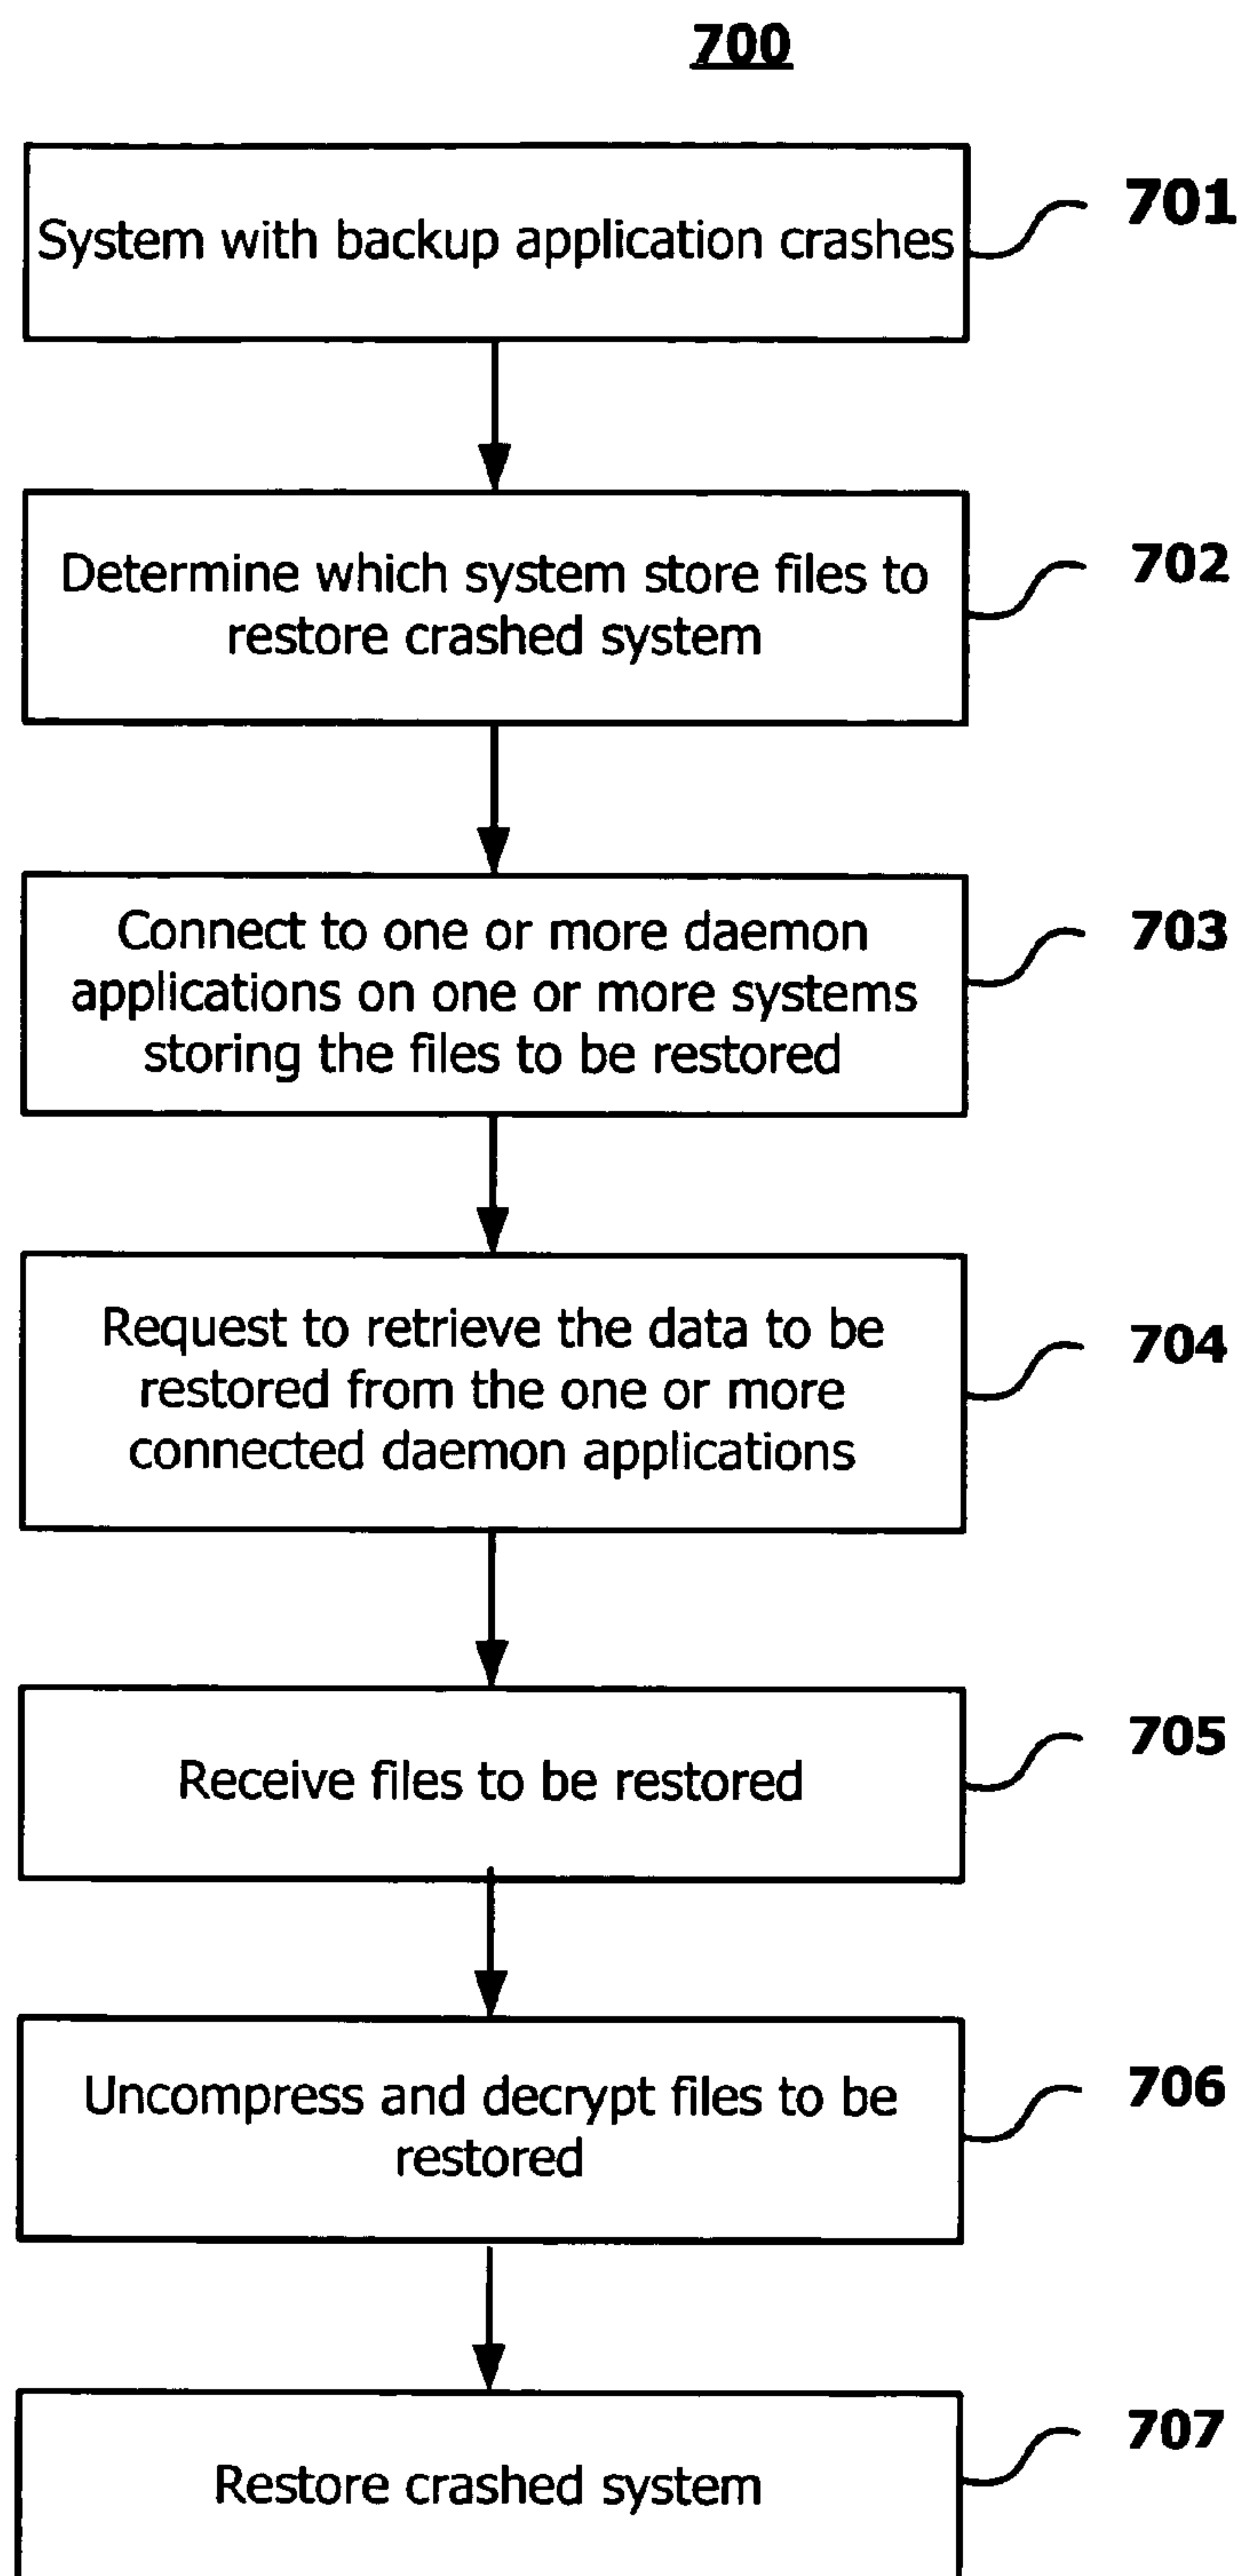 700
System with backup application crashes
701
Determine which system store files to
restore crashed system
702
Connect to one or more daemon
applications on one or more systems
storing the files to be restored
703
Request to retrieve the data to be
restored from the one or more
connected daemon applications
704
Receive files to be restored
705
Uncompress and decrypt files to be
restored
706
Restore crashed system
707